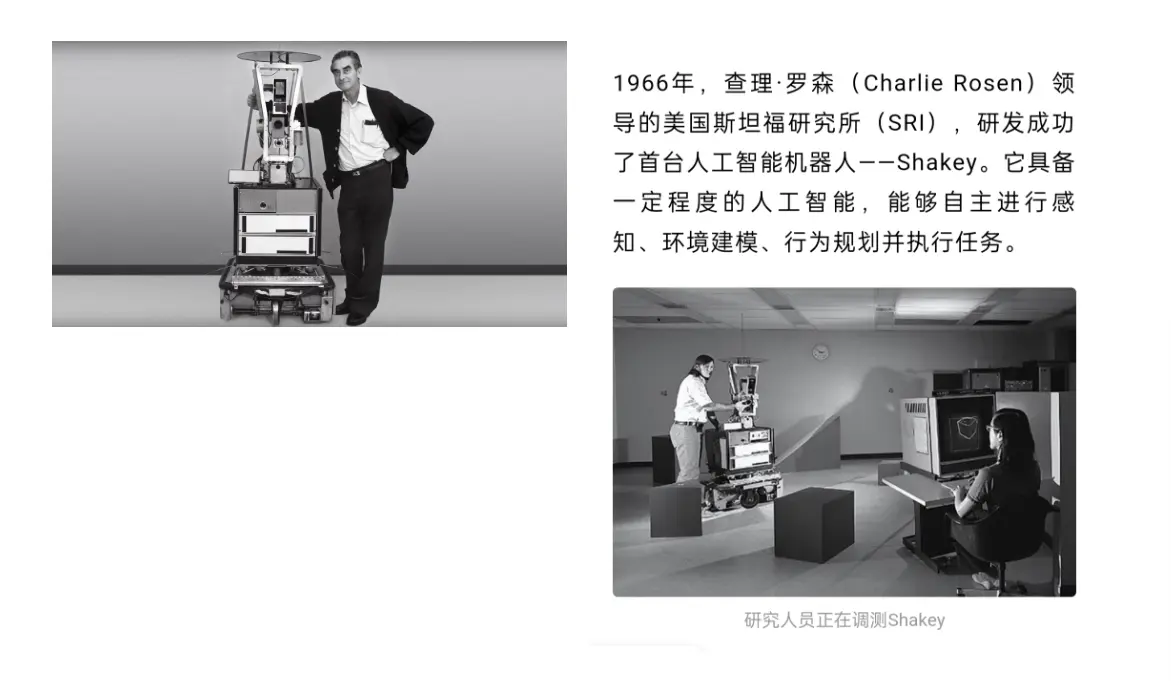 1966年，查理·罗森（Charlie Rosen）领
导的美国斯坦福研究所（SRI），研发成功
了首台人工智能机器人——Shakey。它具备
一定程度的人工智能，能够自主进行感
知、环境建模、行为规划并执行任务。
研究人员正在调测Shakey